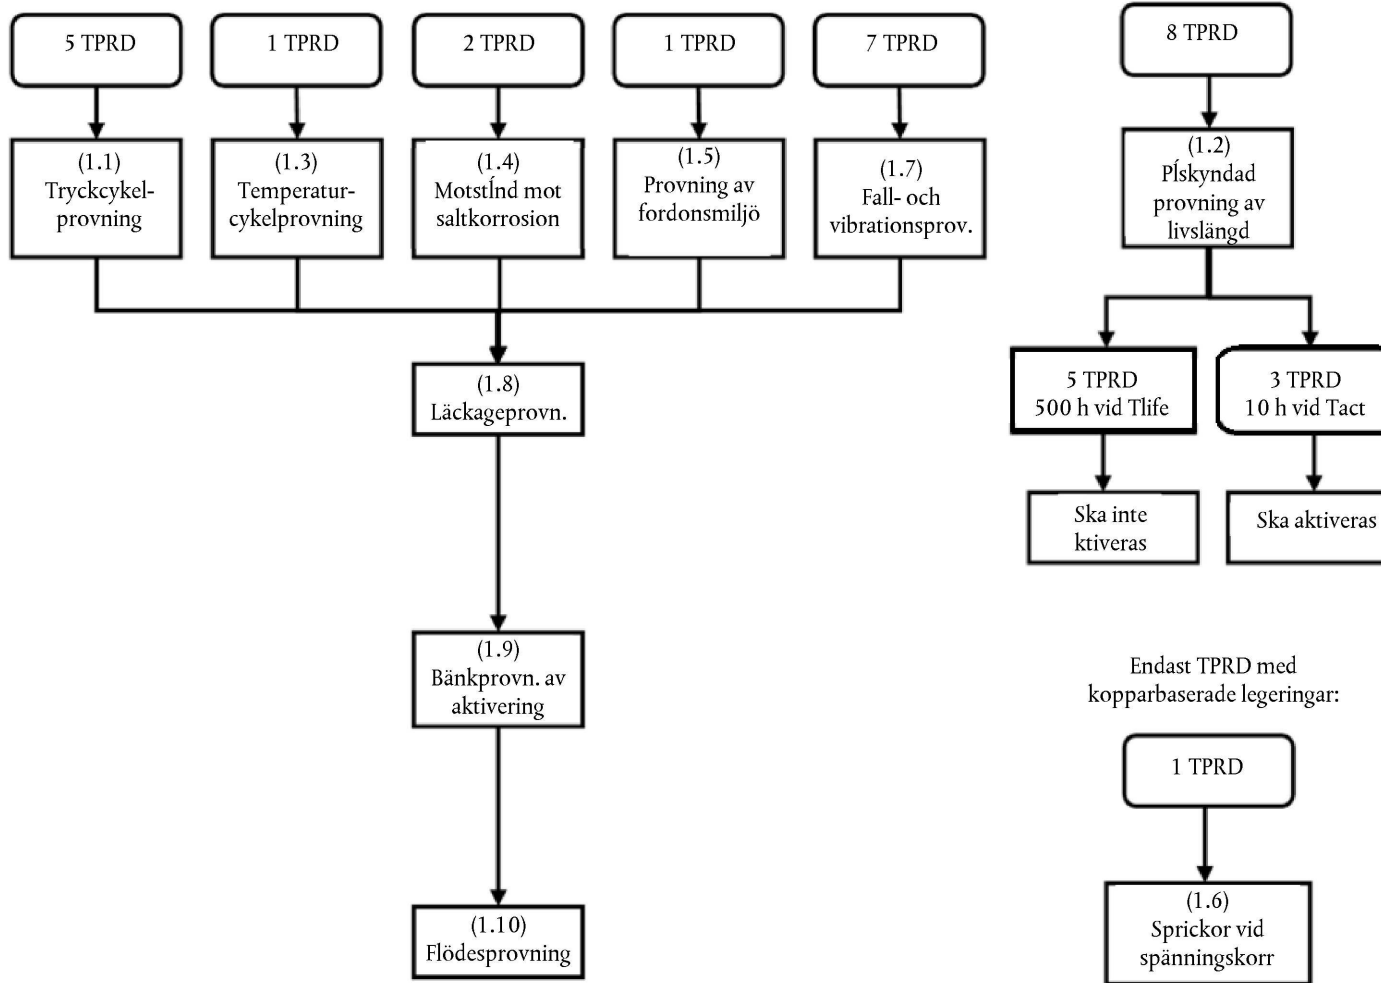 5 TPRD
1 TPRD
2 TPRD
1 TPRD
7 TPRD
8 TPRD
(1.1)
Tryckcykel-
provning
(1.3)
Temperatur-
cykelprovning
(1.4)
Motstĺnd mot
saltkorrosion
(1.5)
Provning av
fordonsmiljö
(1.7)
Fall- och
vibrationsprov.
(1.2)
Pĺskyndad
provning av
livslängd
(1.8)
Läckageprovn.
5 TPRD
500 h vid Tlife
3 TPRD
10 h vid Tact
Ska inte
ktiveras
Ska aktiveras
(1.9)
Bänkprovn. av
aktivering
Endast TPRD med
kopparbaserade legeringar:
1 TPRD
(1.10)
Flödesprovning
(1.6)
Sprickor vid
spänningskorr